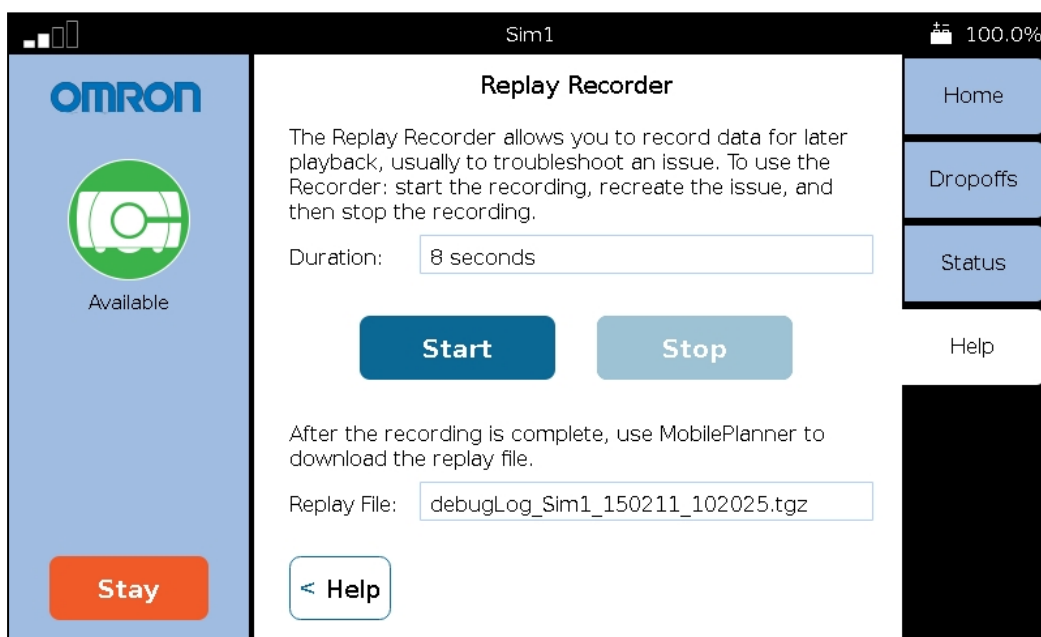 Sim1
100.0%
OMRON
Available
Stay
Replay Recorder
The Replay Recorder allows you to record data for later
playback, usually to troubleshoot an issue. To use the
Recorder: start the recording, recreate the issue, and
then stop the recording.
Duration: 8 seconds
Start Stop
After the recording is complete, use MobilePlanner to
download the replay file.
Replay File: debugLog_Sim1_150211_102025.tgz
< Help
Home
Dropoffs
Status
Help